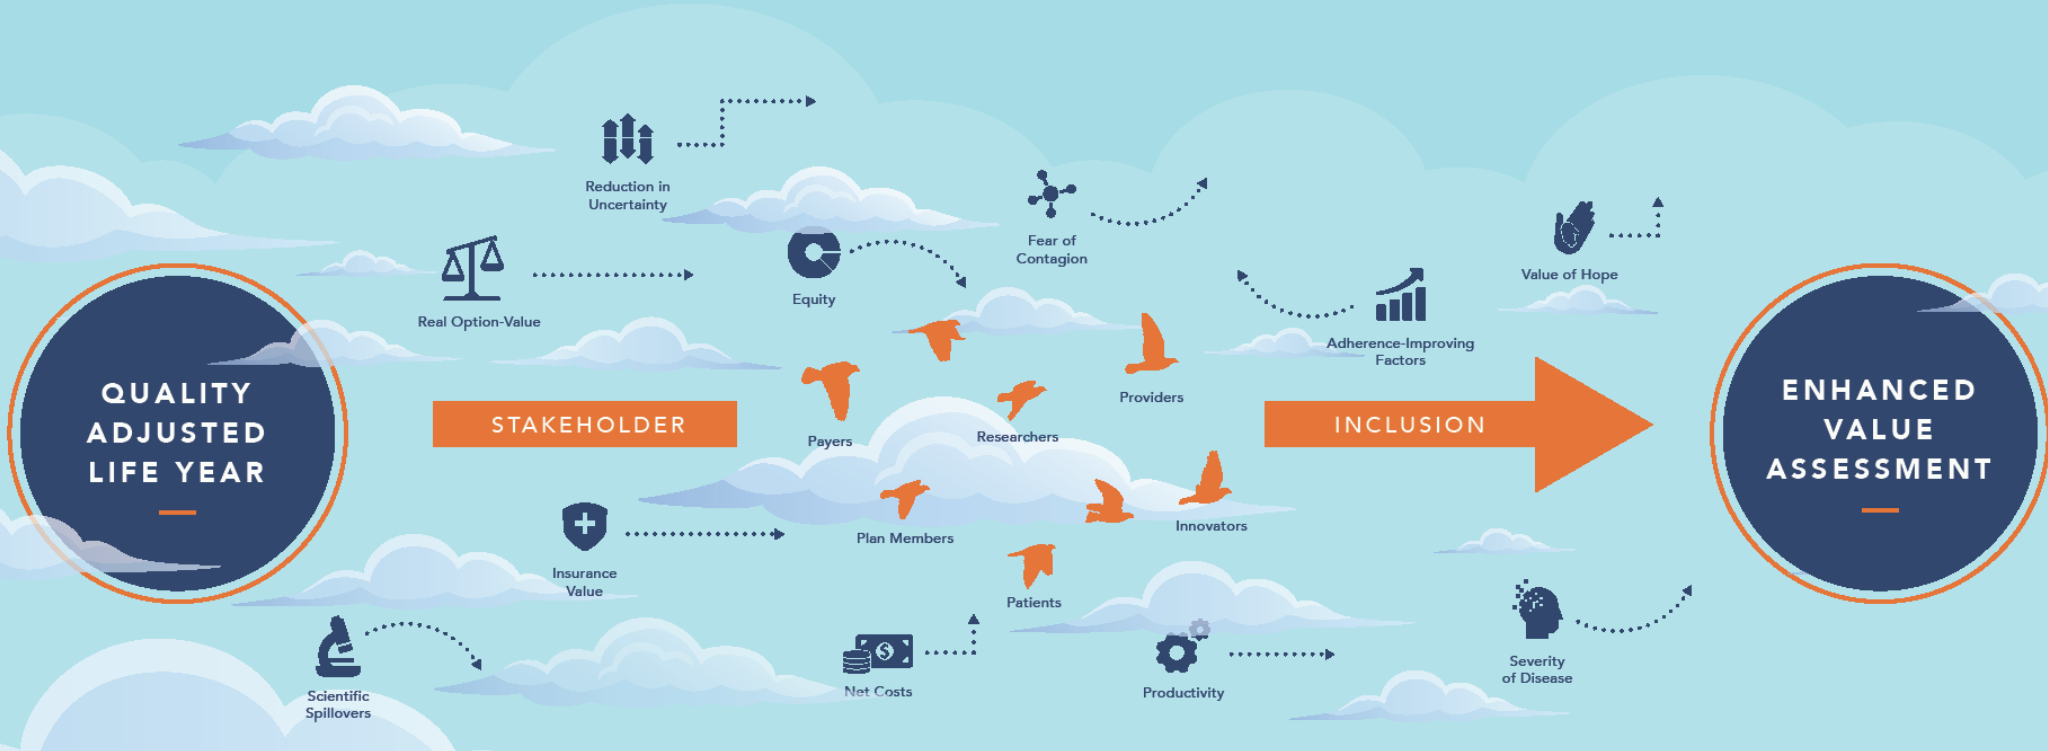 Reduction in
Uncertainty
Fear of
Contagion
Value of Hope
Equity
Real Option-Value
Adherence-Improving
Factors
QUALITY
ADJUSTED
LIFE YEAR
STAKEHOLDER
Providers
Payers
Researchers
INCLUSION
ENHANCED
VALUE
ASSESSMENT
Plan Members
Innovators
Insurance
Value
Patients
Scientific
Spillovers
$
Net Costs
Productivity
Severity
of Disease